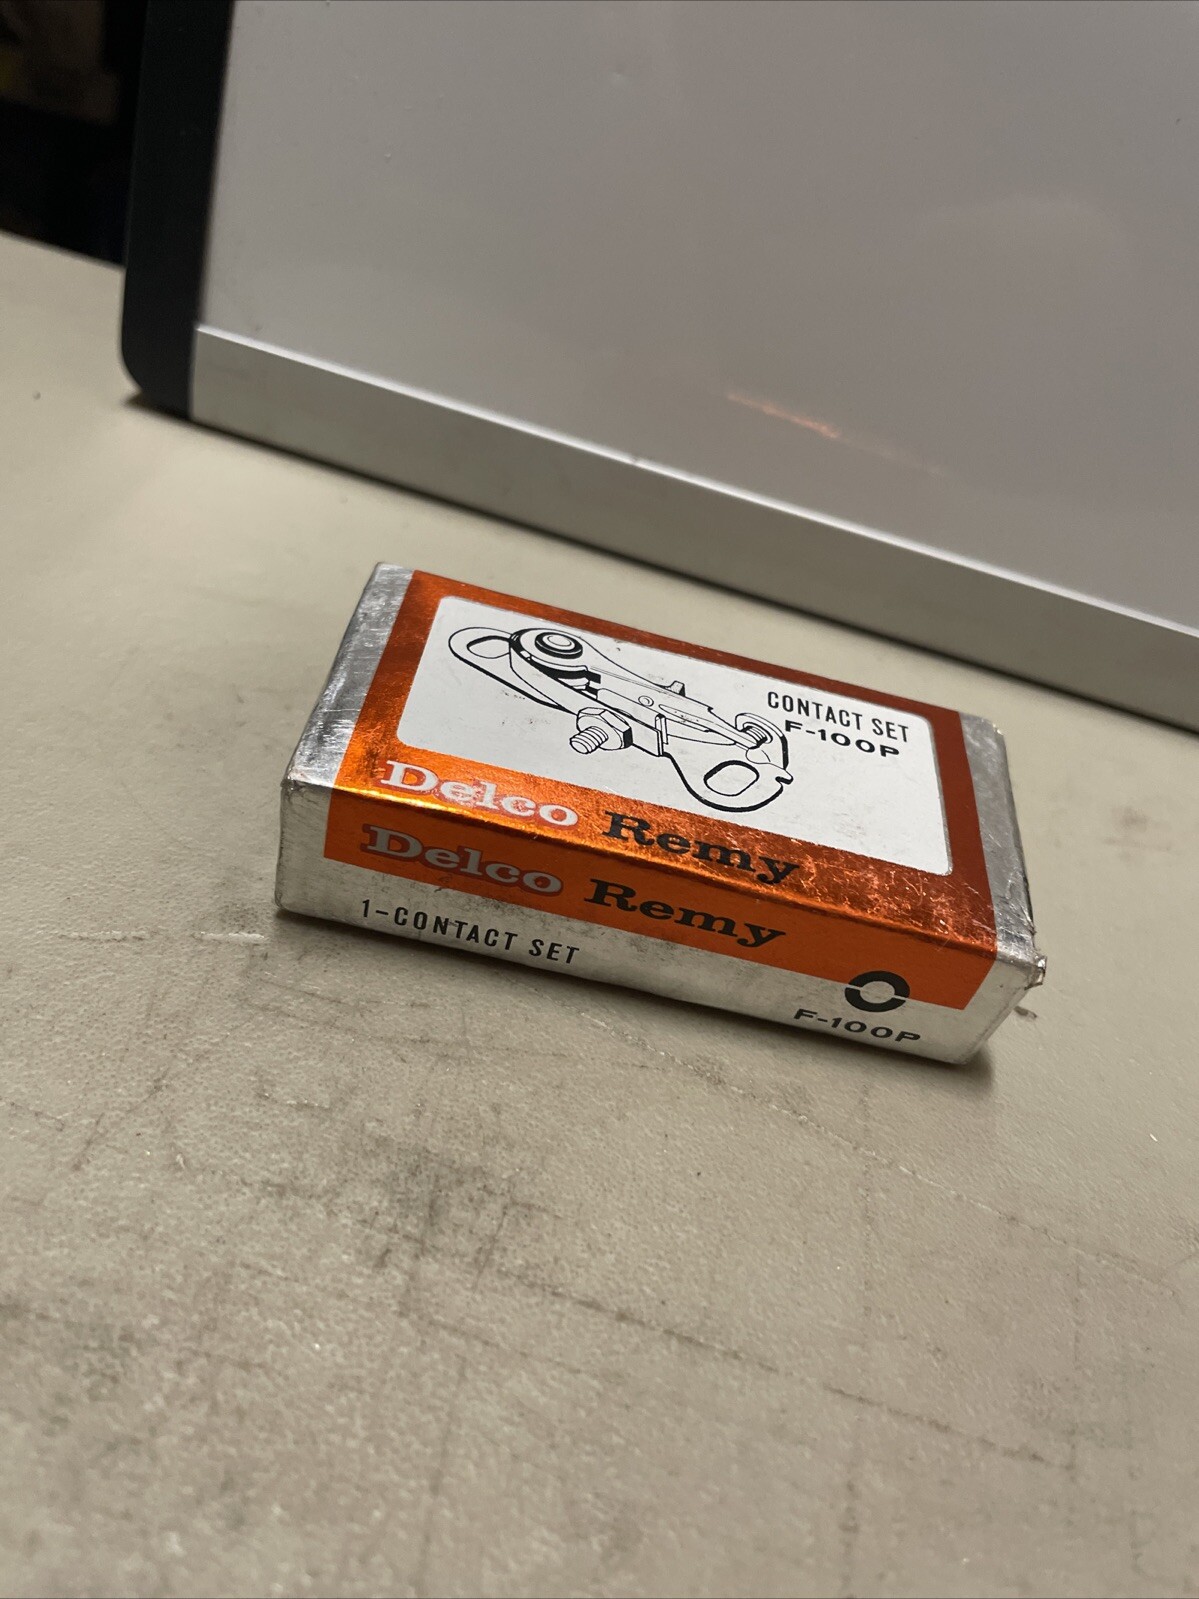 CONTACT SET
F-100P
Delco Remy
Delco Remy
1-CONTACT SET
F-100P